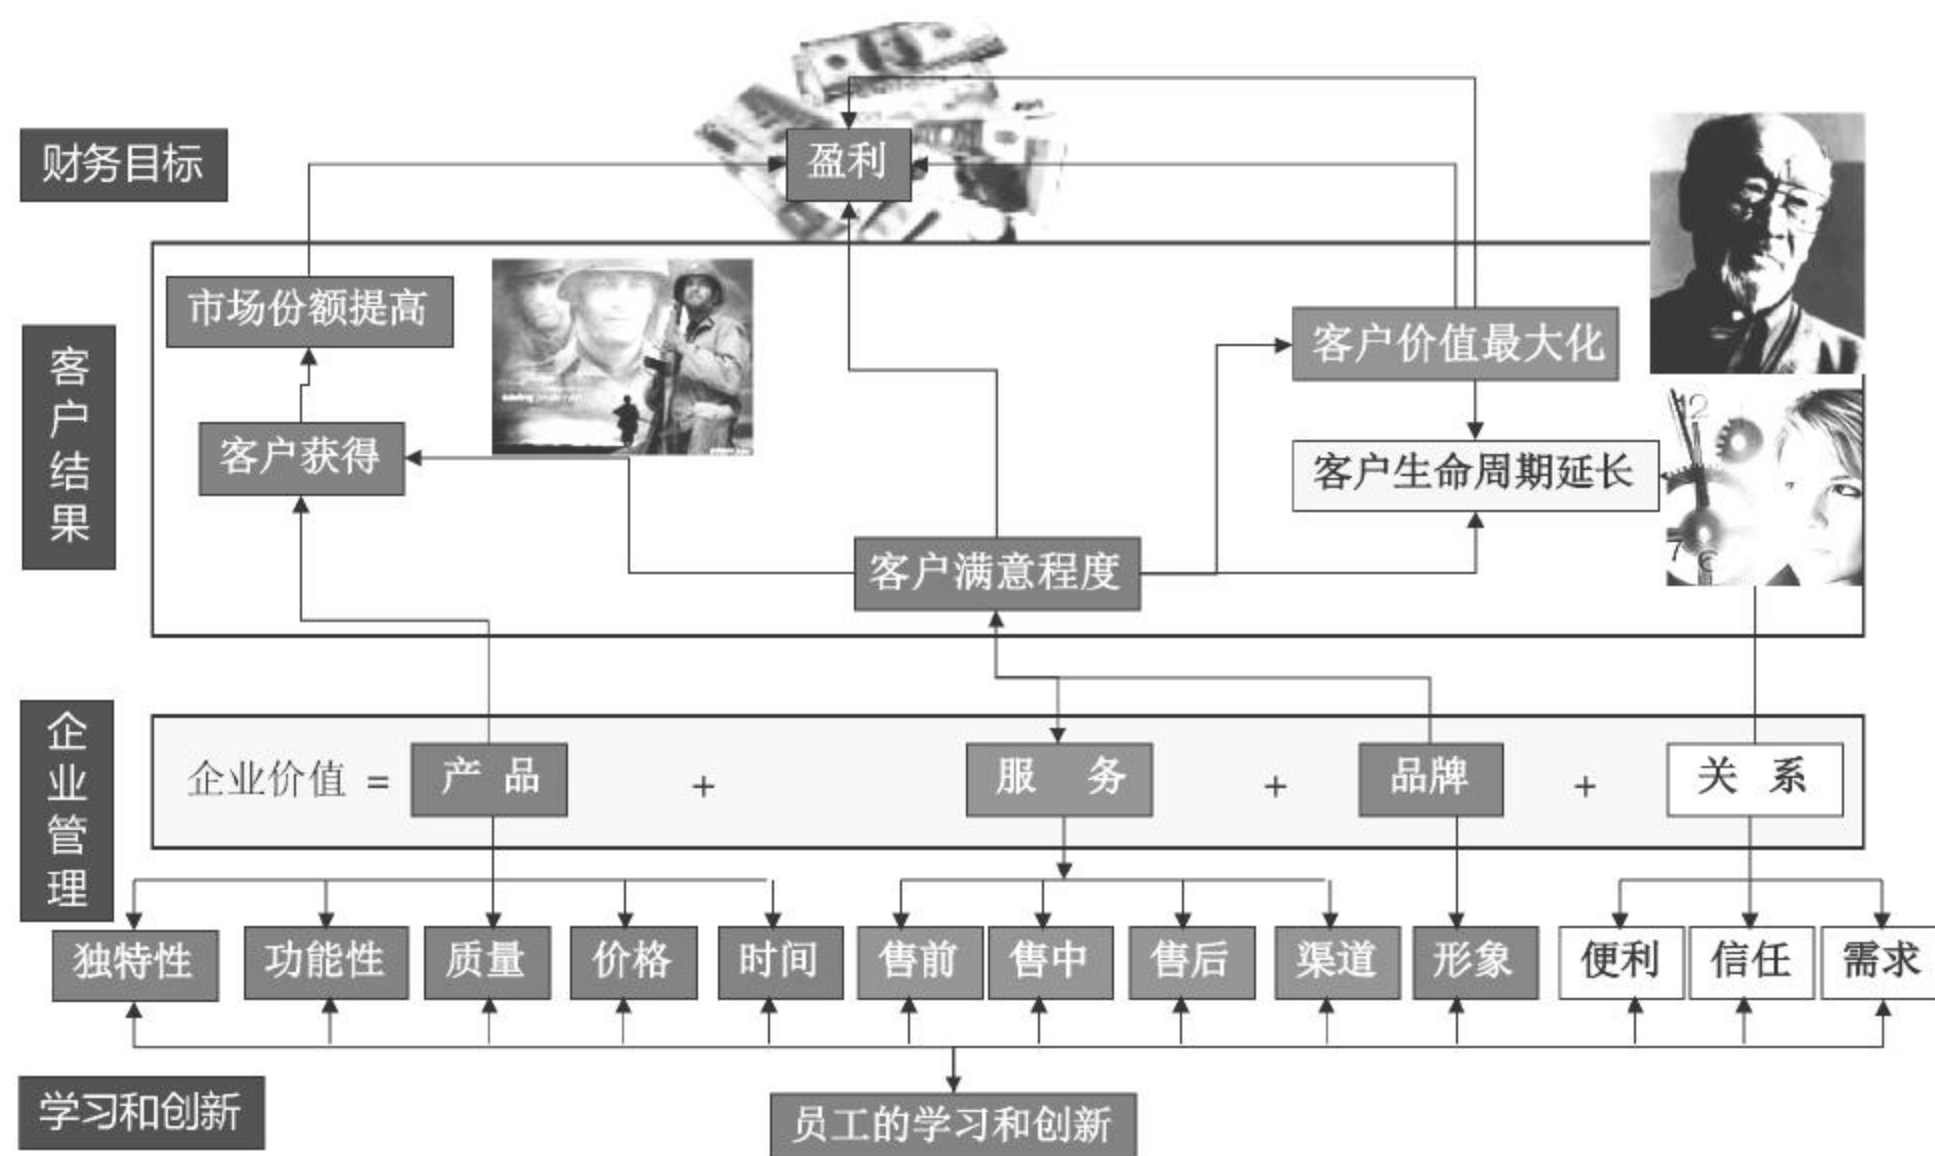 财务目标
盈利
市场份额提高
客户价值最大化
客户结果
客户获得
客户生命周期延长
12
7 6
客户满意程度
企业管理
企业价值 = 产 品 + 服 务 + 品牌 + 关 系
独特性 功能性 质量 价格 时间 售前 售中 售后 渠道 形象 便利 信任 需求
学习和创新
员工的学习和创新